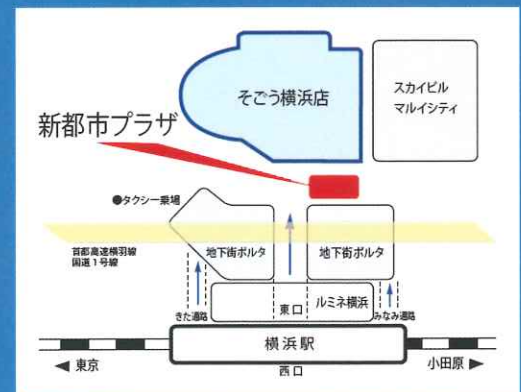 そごう横浜店
スカイビル
マルイシティ
新都市プラザ
●タクシー乗場
首都高速横羽線
国道1号線
地下街ポルタ
地下街ポルタ
きた通路
東口
ルミネ横浜
みなみ通路
横浜駅
東京
小田原
西口